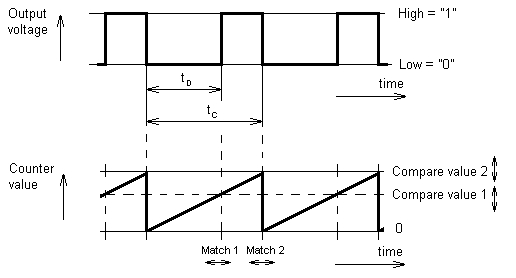 Output
voltage
High = "1"
Low = "0"
t_D
time
t_C
Counter
value
Compare value 2
Compare value 1
0
Match 1
Match 2
time